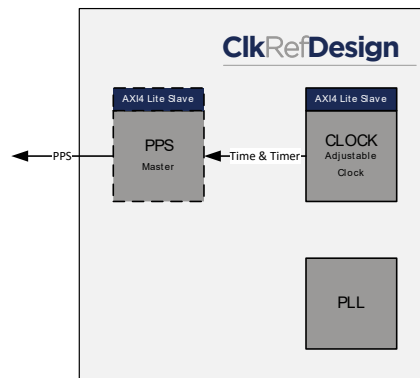 ClkRefDesign
AXI4 Lite Slave
AXI4 Lite Slave
PPS
Master
CLOCK
Adjustable
Clock
PPS
Time & Timer
PLL